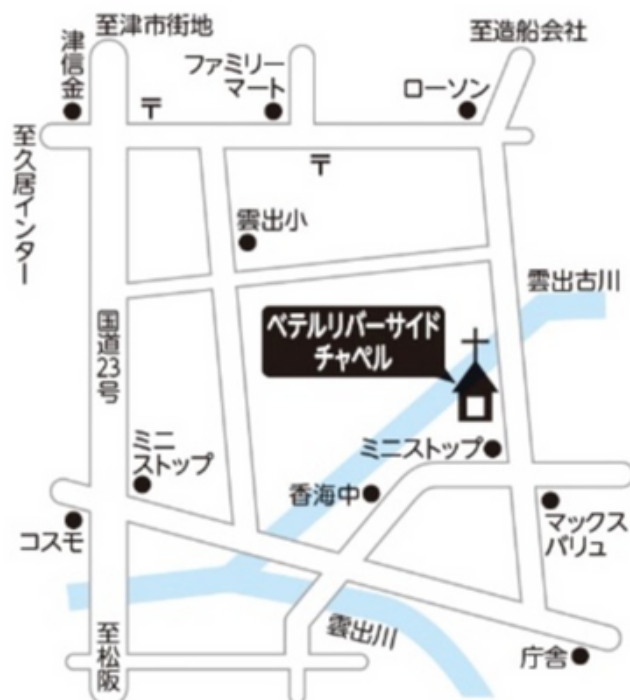 至津市街地
至造船会社
津信金
〒
ファミリー
マート
ローソン
至久居インター
〒
雲出小
雲出古川
ベテルリバーサイド
チャペル
国道23号
ミニ
ストップ
ミニストップ
香海中
コスモ
マックス
バリュ
至松阪
雲出川
庁舎